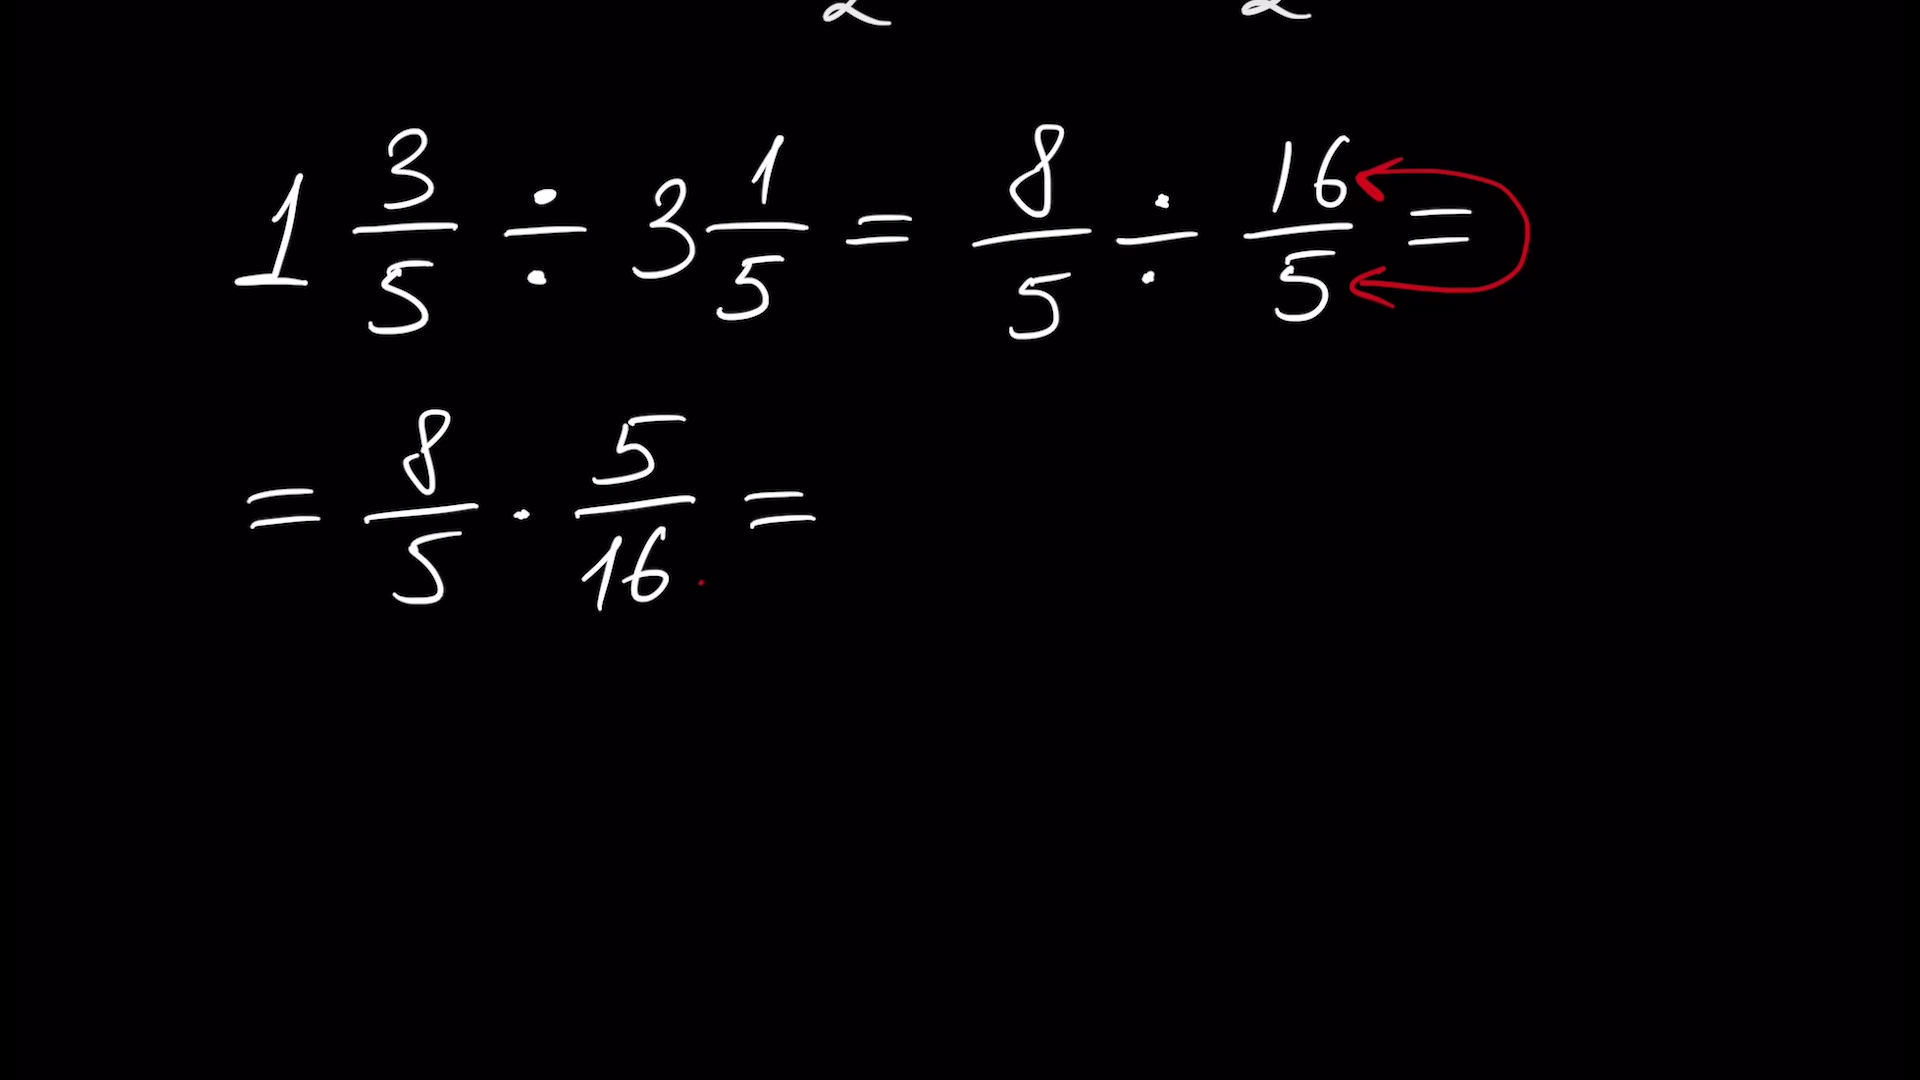 1 3/5 ÷ 3 1/5 = 8/5 ÷ 16/5 =
= 8/5 · 5/16 =